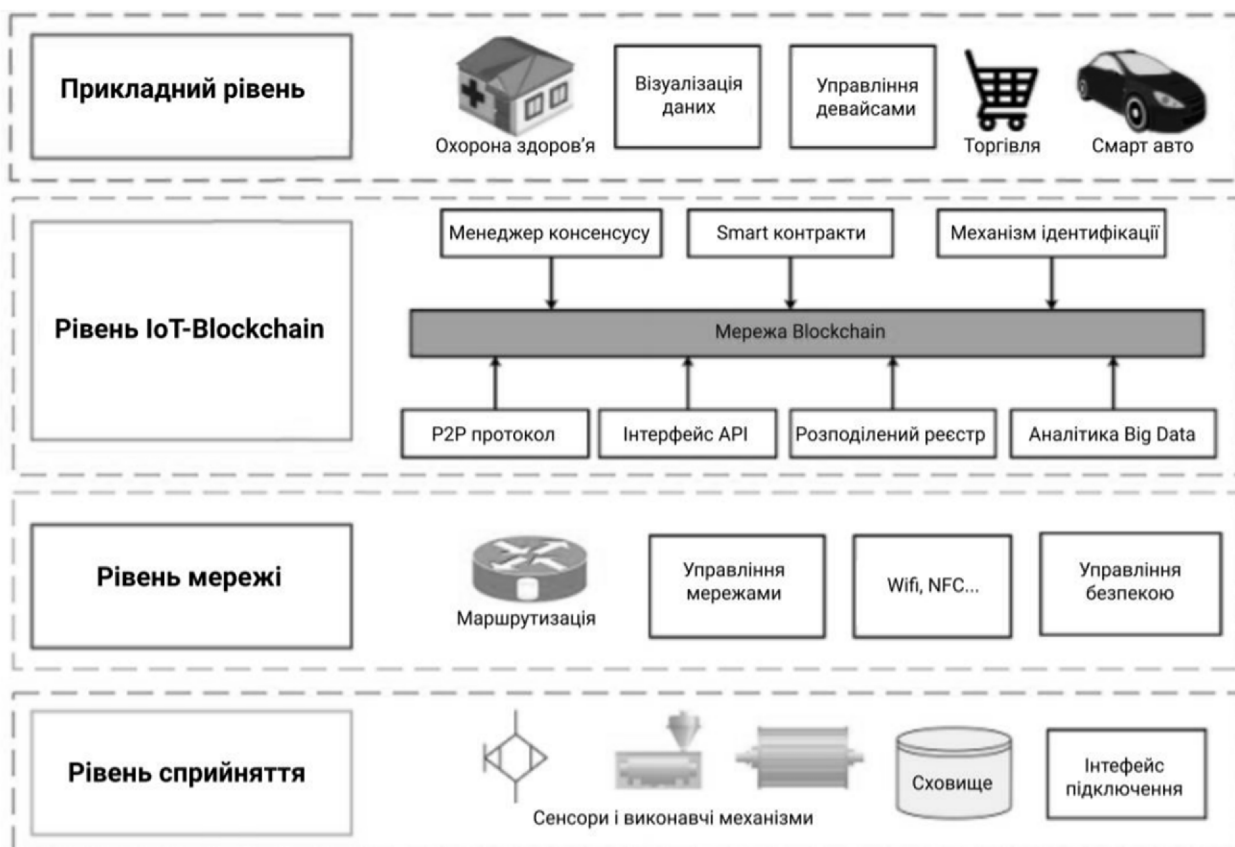 Прикладний рівень
Охорона здоров'я
Візуалізація
даних
Управління
девайсами
Торгівля
Смарт авто
Рівень IoT-Blockchain
Менеджер консенсусу
Smart контракти
Механізм ідентифікації
Мережа Blockchain
P2P протокол
Інтерфейс API
Розподілений реєстр
Аналітика Big Data
Рівень мережі
Маршрутизація
Управління
мережами
Wifi, NFC...
Управління
безпекою
Рівень сприйняття
Сенсори і виконавчі механізми
Сховище
Інтефейс
підключення